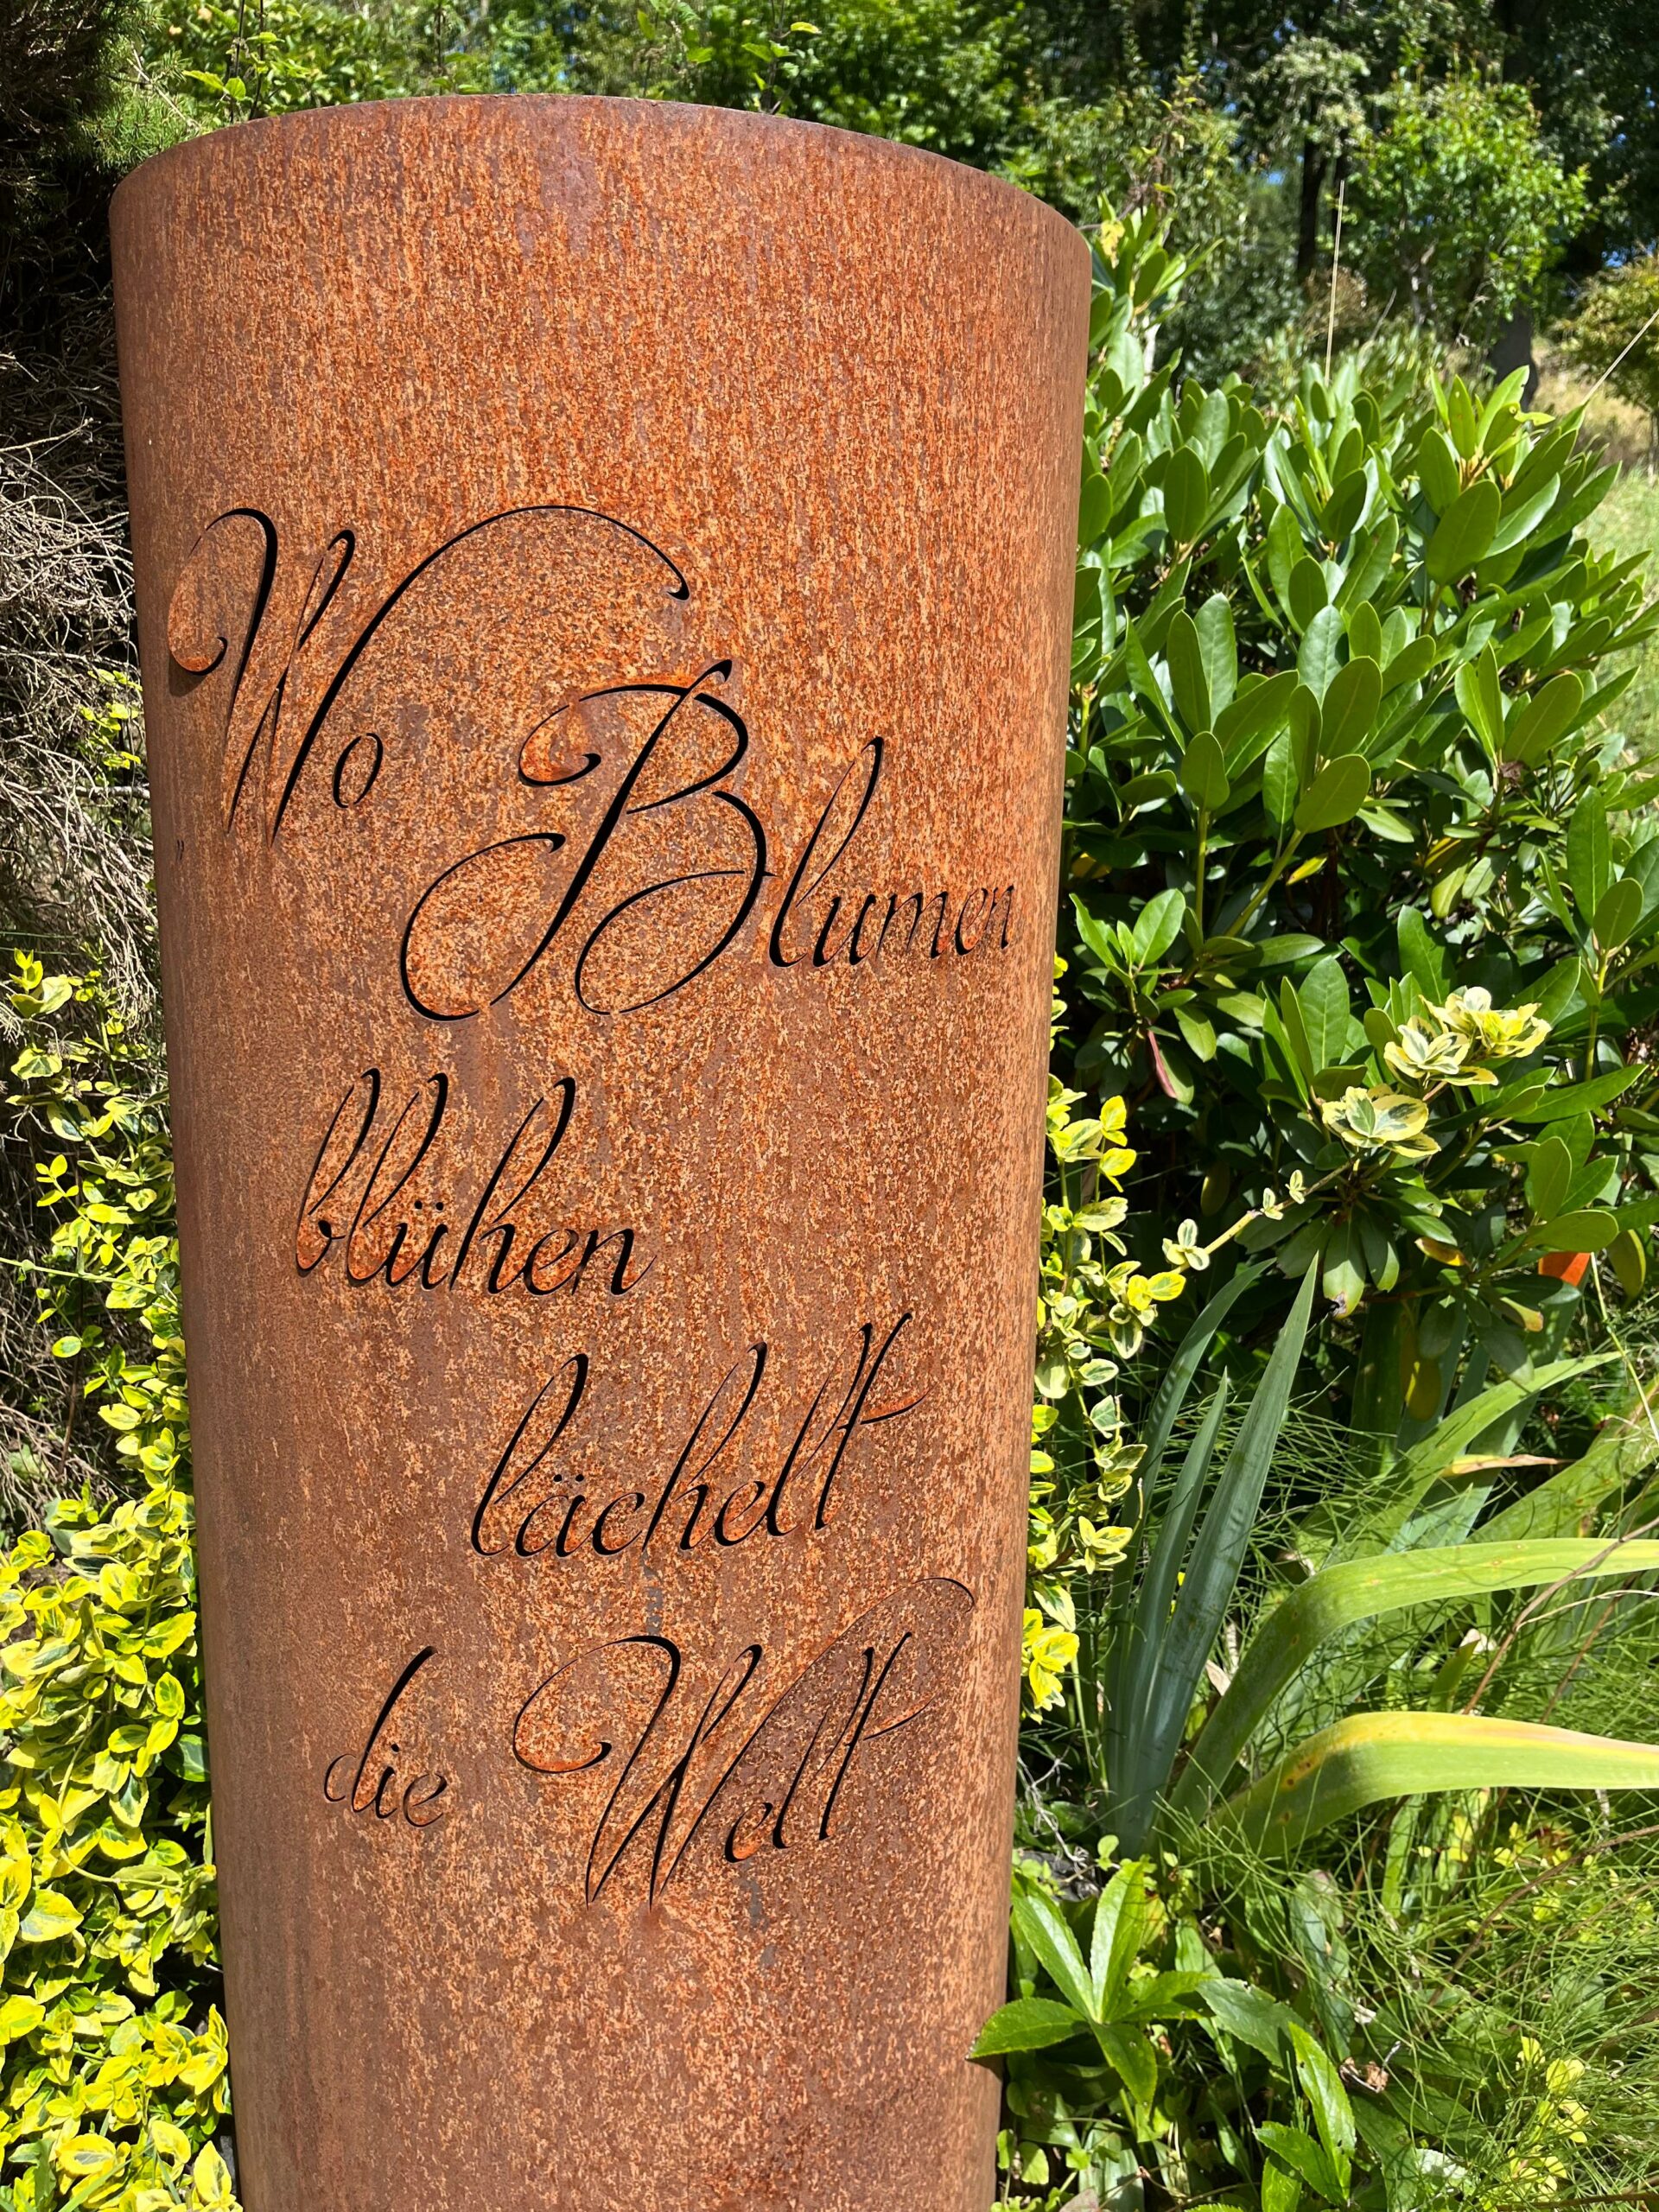 Wo Blumen
blühen
lächelt
die Welt